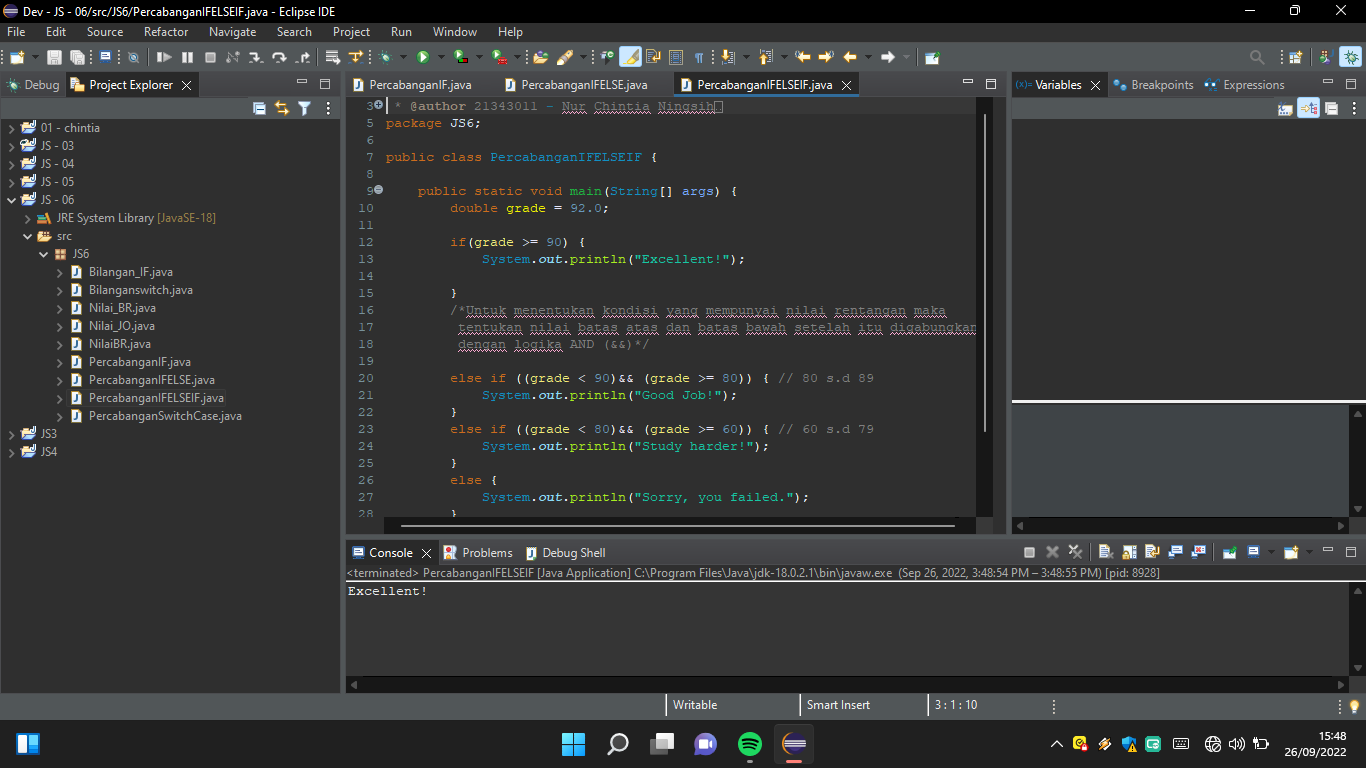 Dev - JS - 06/src/JS6/PercabanganIFELSEIF.java - Eclipse IDE
File Edit Source Refactor Navigate Search Project Run Window Help
Debug Project Explorer
PercabanganIF.java PercabanganIFELSE.java PercabanganIFELSEIF.java
(x)= Variables Breakpoints Expressions
01 - chintia
JS - 03
JS - 04
JS - 05
JS - 06
JRE System Library [JavaSE-18]
src
JS6
Bilangan_IF.java
Bilanganswitch.java
Nilai_BR.java
Nilai_JO.java
NilaiBR.java
PercabanganIF.java
PercabanganIFELSE.java
PercabanganIFELSEIF.java
PercabanganSwitchCase.java
JS3
JS4
3 * @author 21343011 - Nur Chintia Ningsih
5 package JS6;
6
7 public class PercabanganIFELSEIF {
8
9 public static void main(String[] args) {
10 double grade = 92.0;
11
12 if(grade >= 90) {
13 System.out.println("Excellent!");
14
15 }
16 /*Untuk menentukan kondisi yang mempunyai nilai rentangan maka
17 tentukan nilai batas atas dan batas bawah setelah itu digabungkan
18 dengan logika AND (&&)*/
19
20 else if ((grade < 90)&& (grade >= 80)) { // 80 s.d 89
21 System.out.println("Good Job!");
22 }
23 else if ((grade < 80)&& (grade >= 60)) { // 60 s.d 79
24 System.out.println("Study harder!");
25 }
26 else {
27 System.out.println("Sorry, you failed.");
28 }
Console Problems Debug Shell
<terminated> PercabanganIFELSEIF [Java Application] C:\Program Files\Java\jdk-18.0.2.1\bin\javaw.exe (Sep 26, 2022, 3:48:54 PM – 3:48:55 PM) [pid: 8928]
Excellent!
Writable Smart Insert 3 : 1 : 10
15:48
26/09/2022